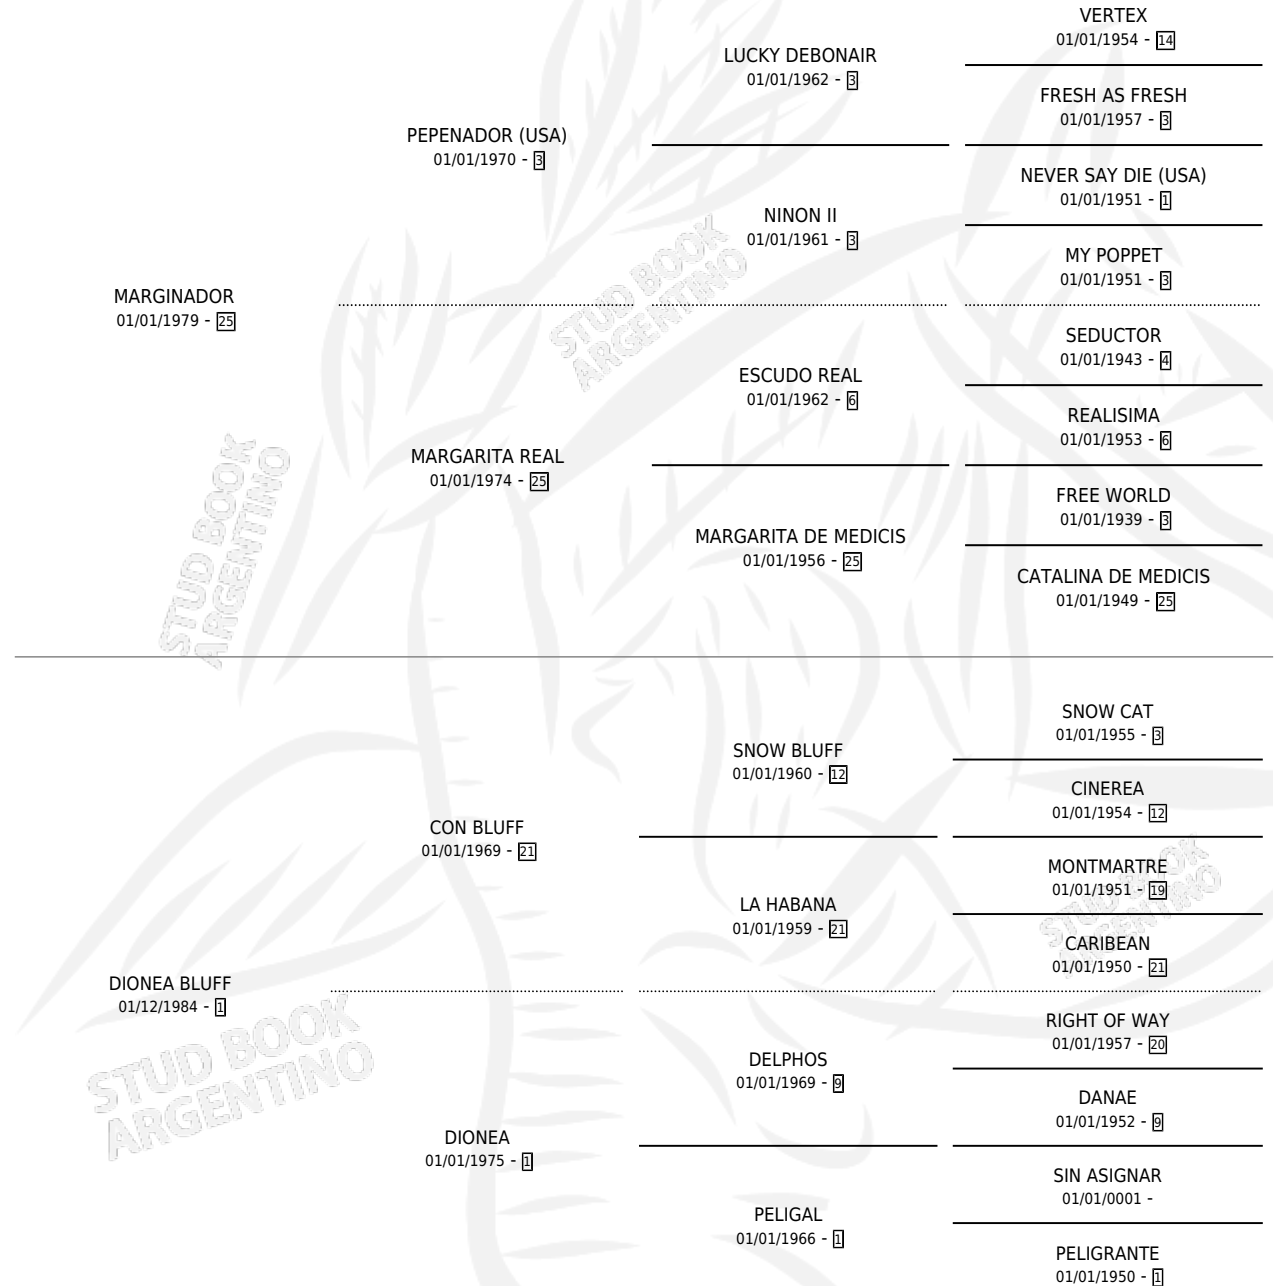 VERTEX
01/01/1954 - 14
LUCKY DEBONAIR
01/01/1962 - 3
FRESH AS FRESH
01/01/1957 - 3
PEPENADOR (USA)
01/01/1970 - 3
NEVER SAY DIE (USA)
01/01/1951 - 1
NINON II
01/01/1961 - 3
MY POPPET
01/01/1951 - 3
MARGINADOR
01/01/1979 - 25
STUD BOOK
ARGENTINO
SEDUCTOR
01/01/1943 - 4
ESCUDO REAL
01/01/1962 - 6
REALISIMA
01/01/1953 - 6
MARGARITA REAL
01/01/1974 - 25
FREE WORLD
01/01/1939 - 3
MARGARITA DE MEDICIS
01/01/1956 - 25
CATALINA DE MEDICIS
01/01/1949 - 25
STUD BOOK
ARGENTINO
SNOW CAT
01/01/1955 - 3
SNOW BLUFF
01/01/1960 - 12
CINEREA
01/01/1954 - 12
CON BLUFF
01/01/1969 - 21
MONTMARTRE
01/01/1951 - 19
LA HABANA
01/01/1959 - 21
STUD BOOK
ARGENTINO
CARIBEAN
01/01/1950 - 21
DIONEA BLUFF
01/12/1984 - 1
STUD BOOK
ARGENTINO
RIGHT OF WAY
01/01/1957 - 20
DELPHOS
01/01/1969 - 9
DANAE
01/01/1952 - 9
DIONEA
01/01/1975 - 1
SIN ASIGNAR
01/01/0001 -
PELIGAL
01/01/1966 - 1
PELIGRANTE
01/01/1950 - 1